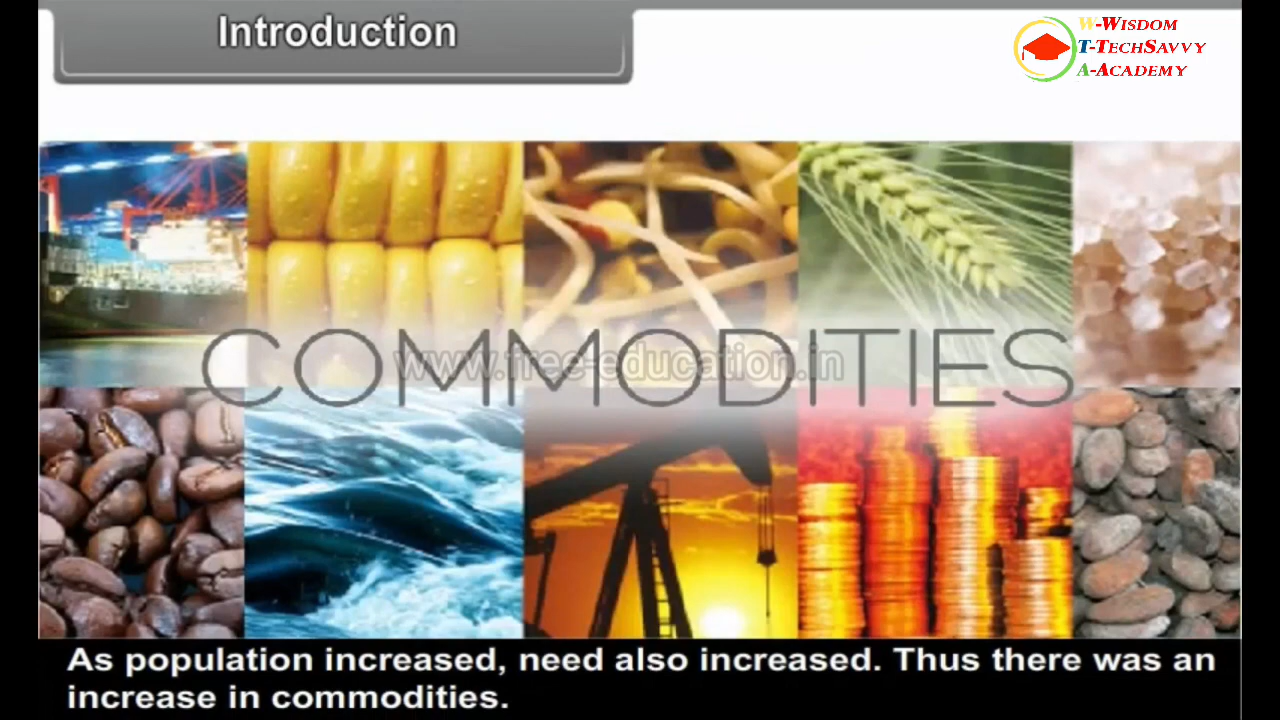 Introduction
W-WISDOM
T-TECHSAVVY
A-ACADEMY
COMMODITIES
www.free-education.in
As population increased, need also increased. Thus there was an
increase in commodities.